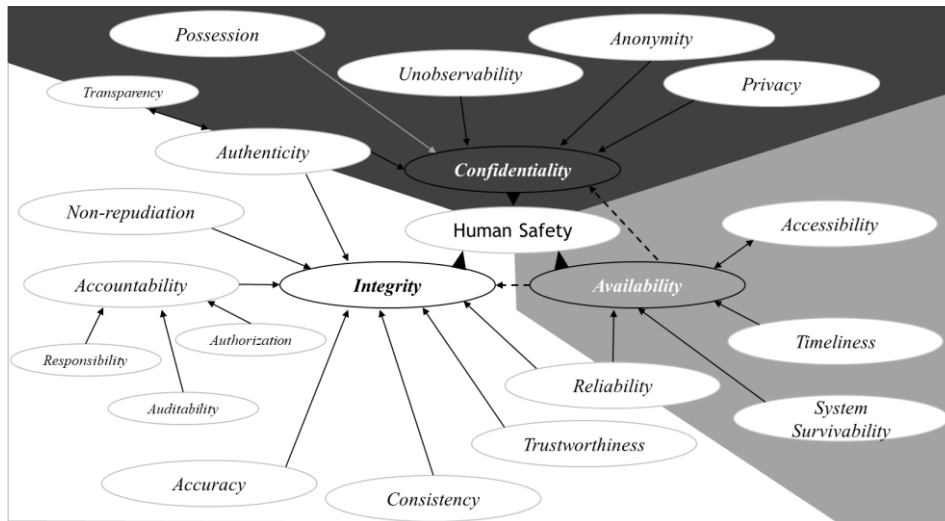 Possession
Anonymity
Unobservability
Privacy
Transparency
Authenticity
Confidentiality
Non-repudiation
Human Safety
Accessibility
Accountability
Integrity
Availability
Responsibility
Authorization
Timeliness
Auditability
Reliability
System
Survivability
Trustworthiness
Accuracy
Consistency